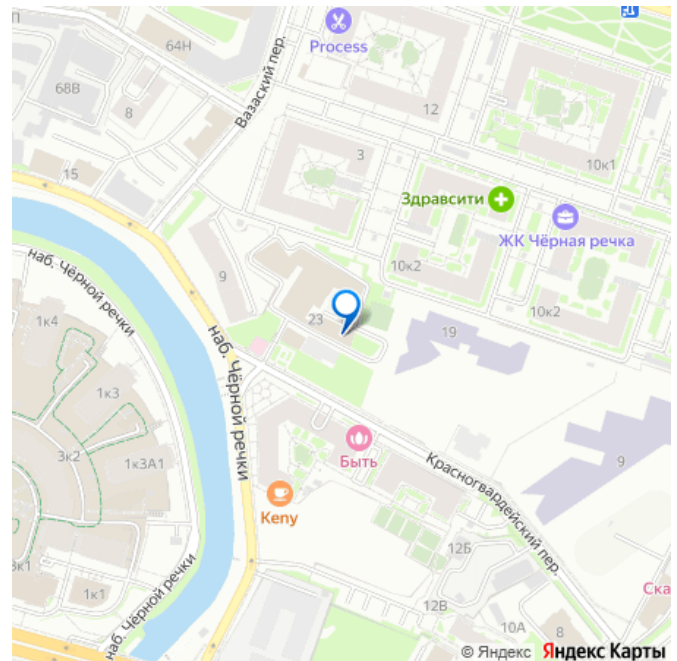 П
64Н
Process
Вазаский пер.
68В
8
12
15
3
10к1
Здравсити
ЖК Чёрная речка
наб. Чёрной речки
9
10к2
10к2
1к4
23
19
наб. Чёрной речки
1к3
3к2
1к3А1
Быть
Красногвардейский пер.
9
Keny
12Б
3к1
1к1
наб. Чёрной речки
12В
10А
8
Ска
© Яндекс Яндекс Карты